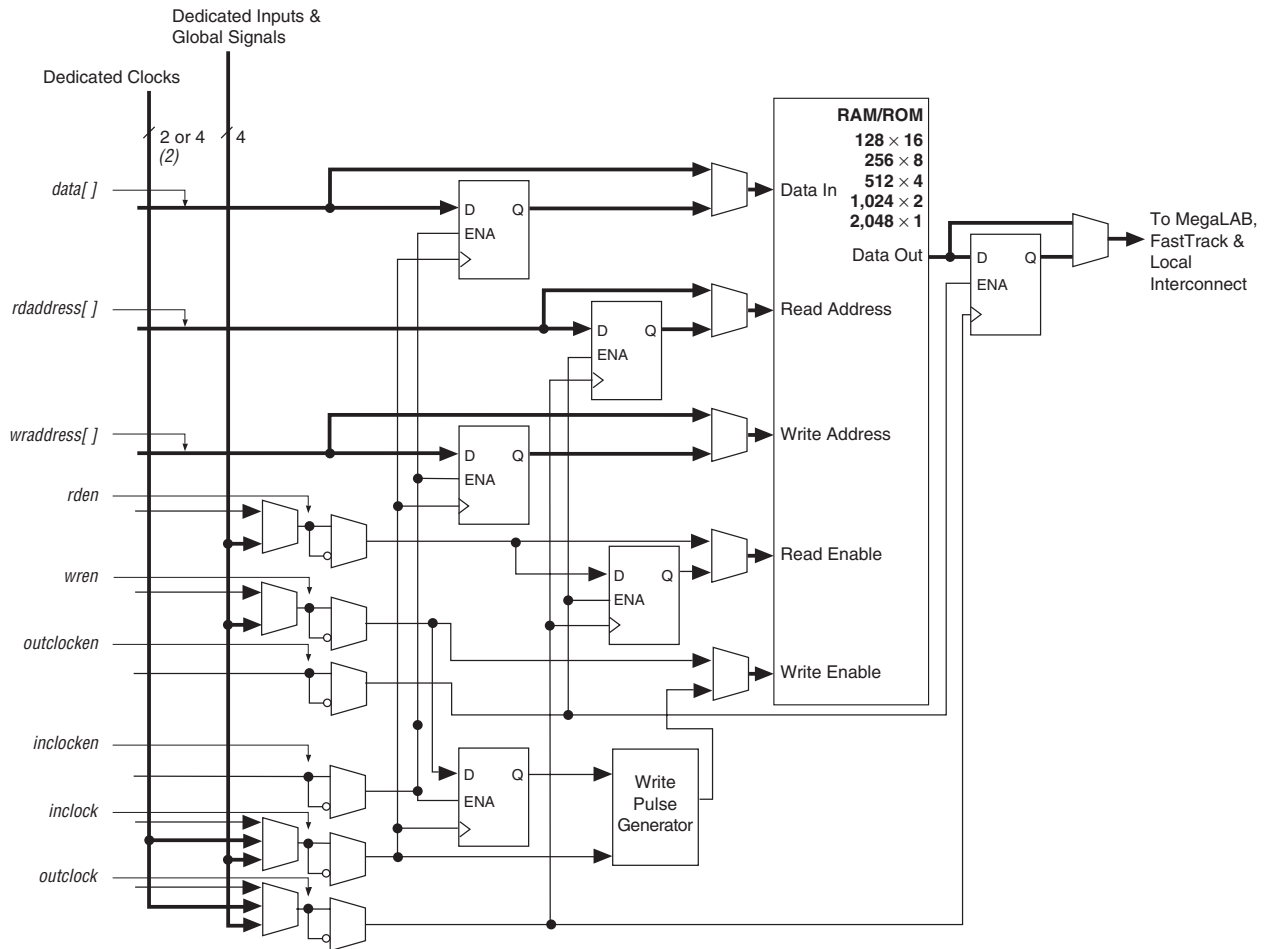 Dedicated Inputs &
Global Signals
Dedicated Clocks
2 or 4
(2)
4
RAM/ROM
128 × 16
256 × 8
512 × 4
1,024 × 2
2,048 × 1
data[ ]
D
Q
ENA
Data In
Data Out
D
Q
ENA
To MegaLAB,
FastTrack &
Local
Interconnect
rdaddress[ ]
D
Q
ENA
Read Address
wraddress[ ]
D
Q
ENA
Write Address
rden
D
Q
ENA
Read Enable
wren
outclocken
Write Enable
inclocken
D
Q
ENA
Write
Pulse
Generator
inclock
outclock